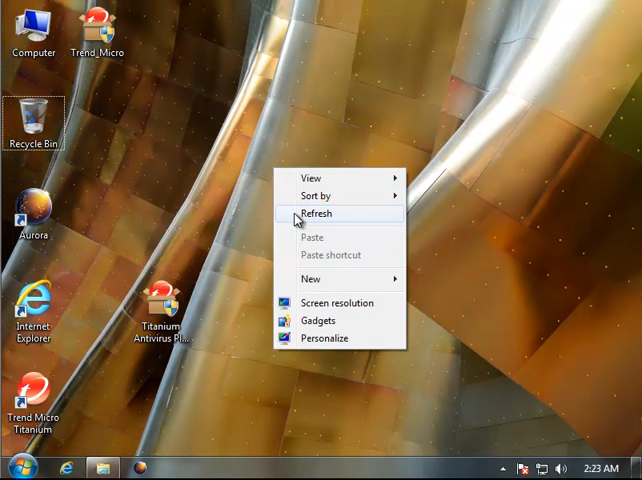 Computer
Trend_Micro
Recycle Bin
Aurora
Internet
Explorer
Titanium
Antivirus Pl...
Trend Micro
Titanium
View
Sort by
Refresh
Paste
Paste shortcut
New
Screen resolution
Gadgets
Personalize
2:23 AM